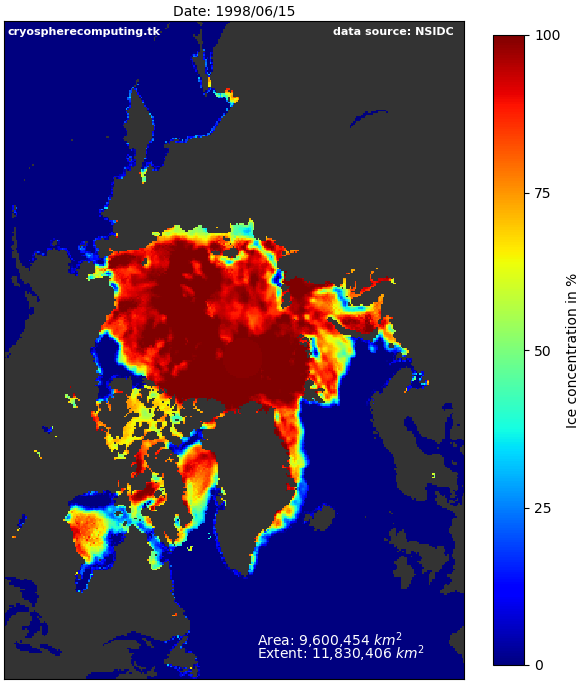 Date: 1998/06/15
cryospherecomputing.tk
data source: NSIDC
100
75
50
25
0
Ice concentration in %
Area: 9,600,454 km²
Extent: 11,830,406 km²